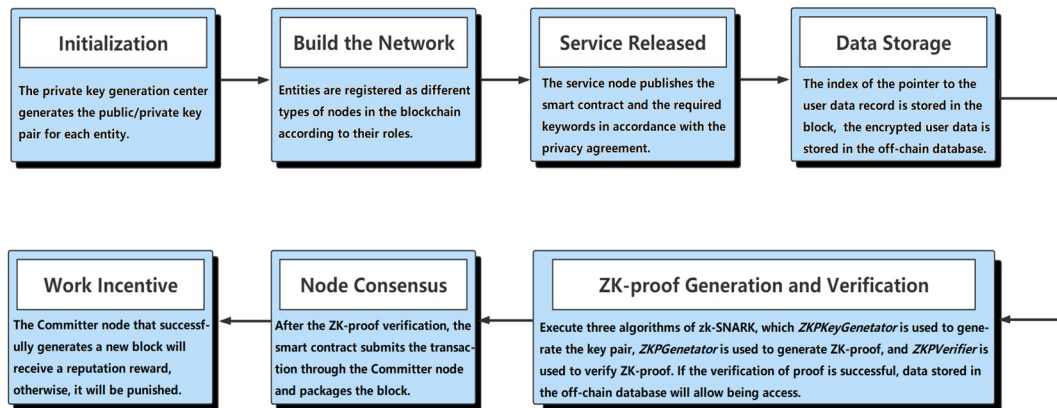 Initialization
The private key generation center
generates the public/private key
pair for each entity.
Build the Network
Entities are registered as different
types of nodes in the blockchain
according to their roles.
Service Released
The service node publishes the
smart contract and the required
keywords in accordance with the
privacy agreement.
Data Storage
The index of the pointer to the
user data record is stored in the
block, the encrypted user data is
stored in the off-chain database.
Work Incentive
The Committer node that successf-
ully generates a new block will
receive a reputation reward,
otherwise, it will be punished.
Node Consensus
After the ZK-proof verification, the
smart contract submits the transac-
tion through the Committer node
and packages the block.
ZK-proof Generation and Verification
Execute three algorithms of zk-SNARK, which ZKPKeyGenetator is used to gene-
rate the key pair, ZKPGenetator is used to generate ZK-proof, and ZKPVerifier is
used to verify ZK-proof. If the verification of proof is successful, data stored in
the off-chain database will allow being access.